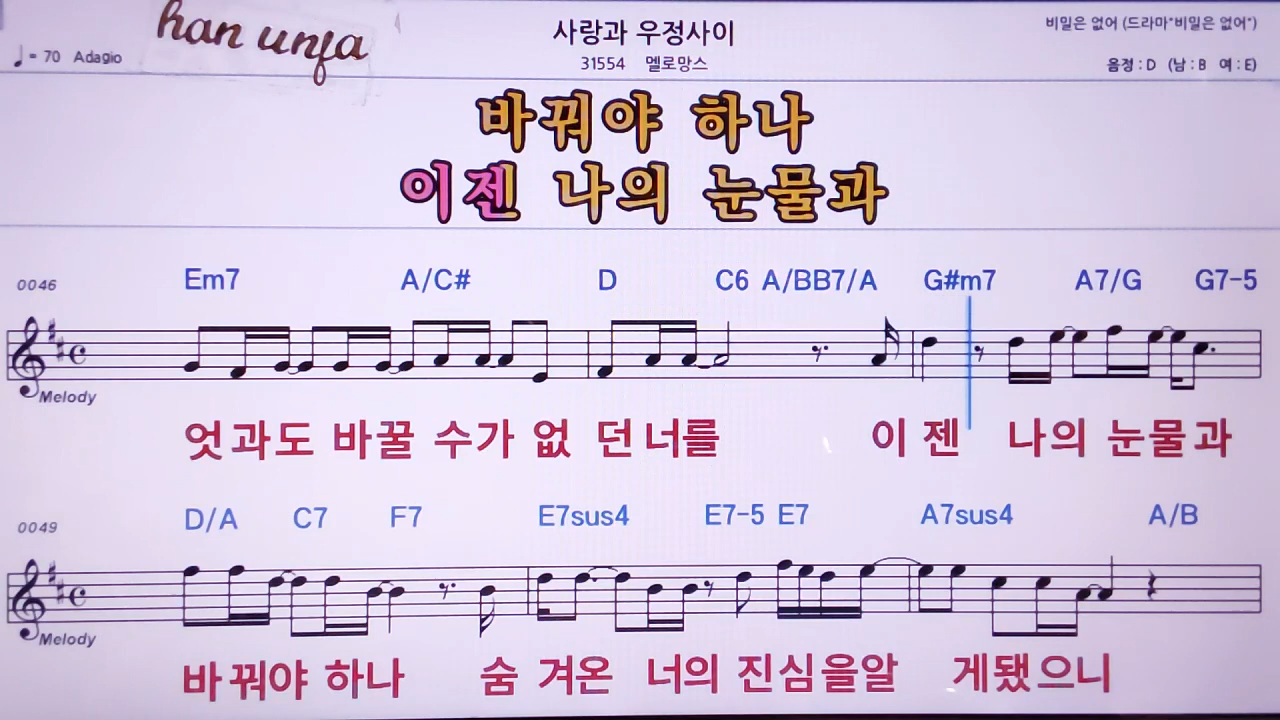 han unja
사랑과 우정사이
비밀은 없어 (드라마"비밀은 없어")
♩= 70 Adagio
31554 멜로망스
음정 : D (남 : B 여 : E)
바꿔야 하나
이젠 나의 눈물과
0046 Em7 A/C# D C6 A/BB7/A G#m7 A7/G G7-5
Melody
엇과도 바꿀 수가 없 던너를 이 젠 나의 눈물과
0049 D/A C7 F7 E7sus4 E7-5 E7 A7sus4 A/B
Melody
바꿔야 하나 숨 겨온 너의 진심을알 게됐으니